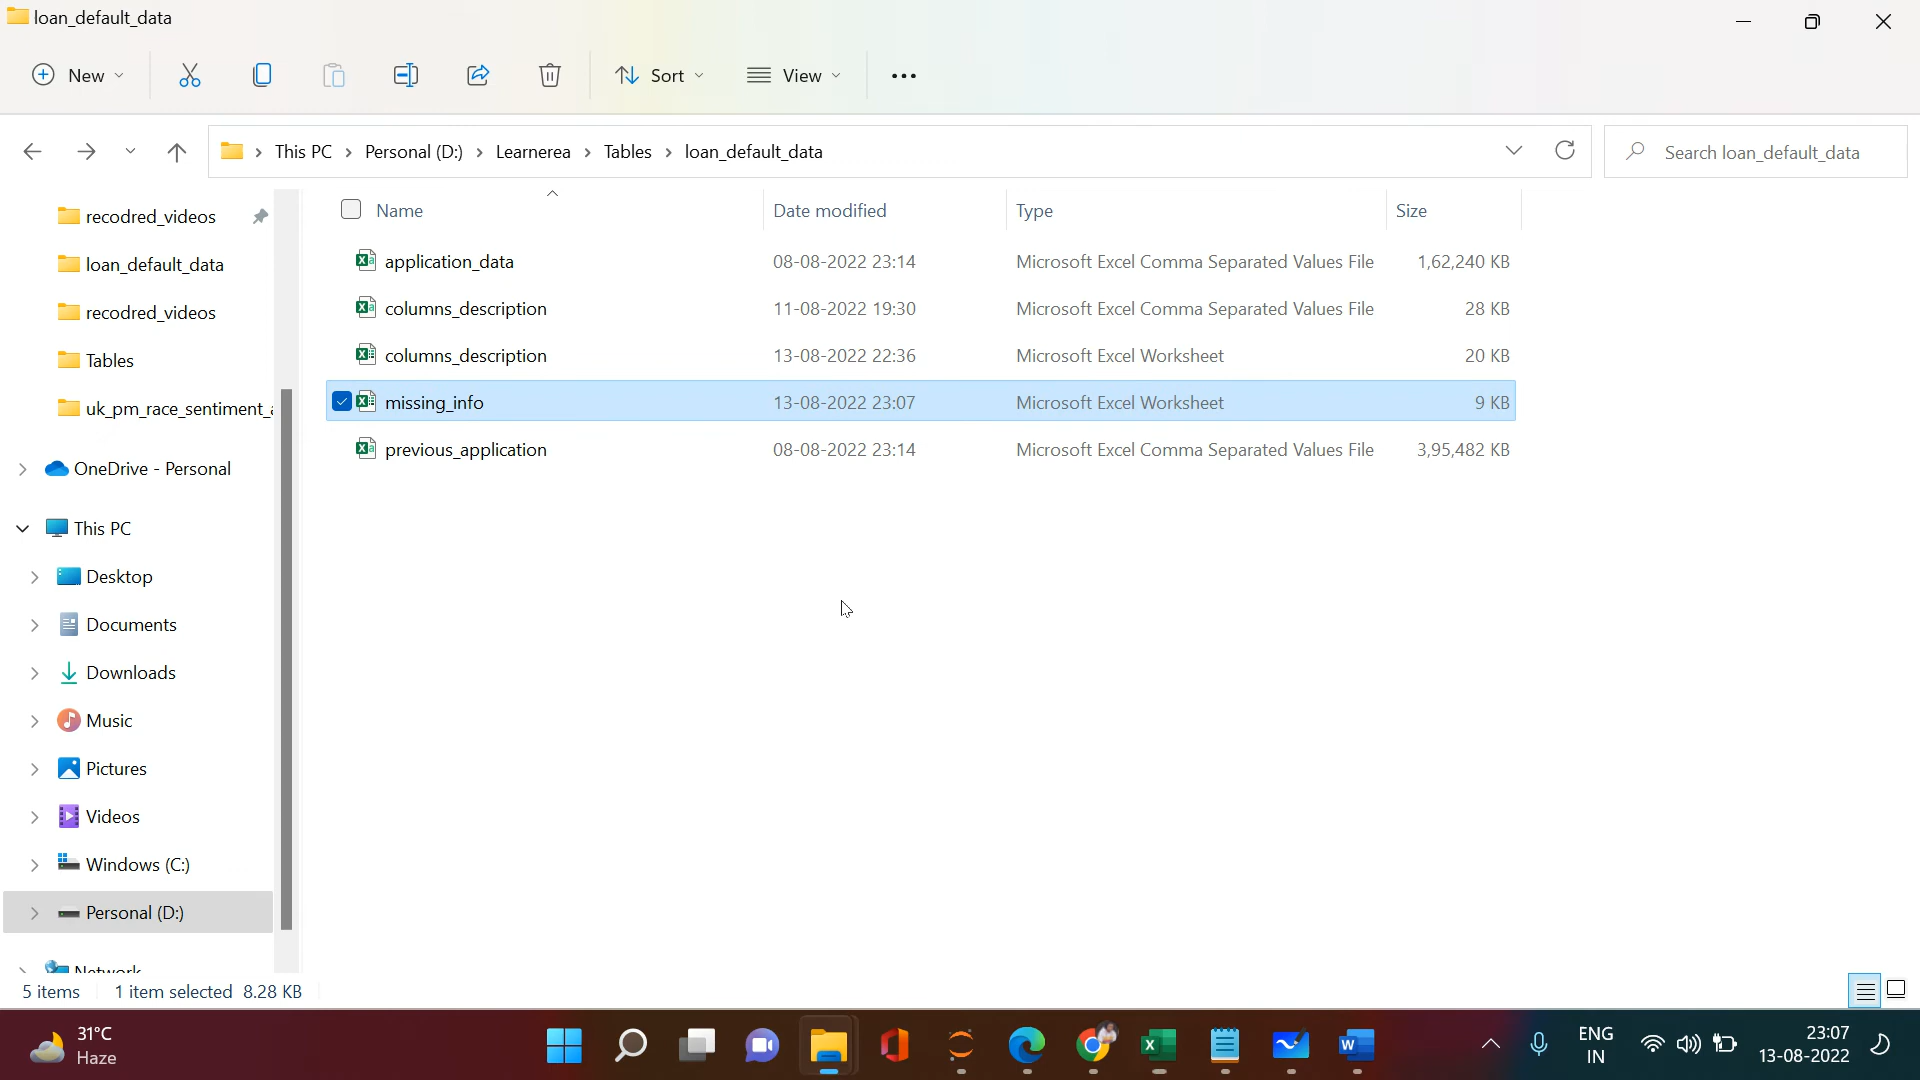 loan_default_data
New
Sort
View
This PC
Personal (D:)
Learnerea
Tables
loan_default_data
Search loan_default_data
recodred_videos
loan_default_data
recodred_videos
Tables
uk_pm_race_sentiment_
OneDrive - Personal
This PC
Desktop
Documents
Downloads
Music
Pictures
Videos
Windows (C:)
Personal (D:)
Network
Name Date modified Type Size
application_data 08-08-2022 23:14 Microsoft Excel Comma Separated Values File 1,62,240 KB
columns_description 11-08-2022 19:30 Microsoft Excel Comma Separated Values File 28 KB
columns_description 13-08-2022 22:36 Microsoft Excel Worksheet 20 KB
missing_info 13-08-2022 23:07 Microsoft Excel Worksheet 9 KB
previous_application 08-08-2022 23:14 Microsoft Excel Comma Separated Values File 3,95,482 KB
5 items 1 item selected 8.28 KB
31°C
Haze
ENG
IN
23:07
13-08-2022